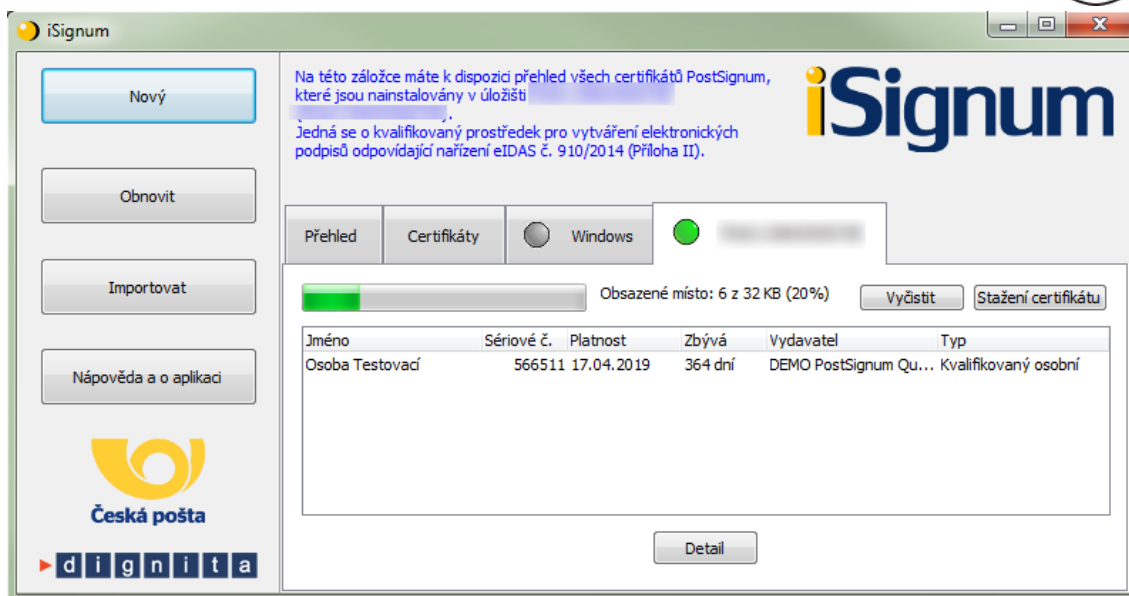 iSignum
Nový
Obnovit
Importovat
Nápověda a o aplikaci
Česká pošta
dignita
Na této záložce máte k dispozici přehled všech certifikátů PostSignum,
které jsou nainstalovány v úložišti
Jedná se o kvalifikovaný prostředek pro vytváření elektronických
podpisů odpovídající nařízení eIDAS č. 910/2014 (Příloha II).
iSignum
Přehled Certifikáty Windows
Obsazené místo: 6 z 32 KB (20%) Vyčistit Stažení certifikátu
Jméno Sériové č. Platnost Zbývá Vydavatel Typ
Osoba Testovací 566511 17.04.2019 364 dní DEMO PostSignum Qu... Kvalifikovaný osobní
Detail